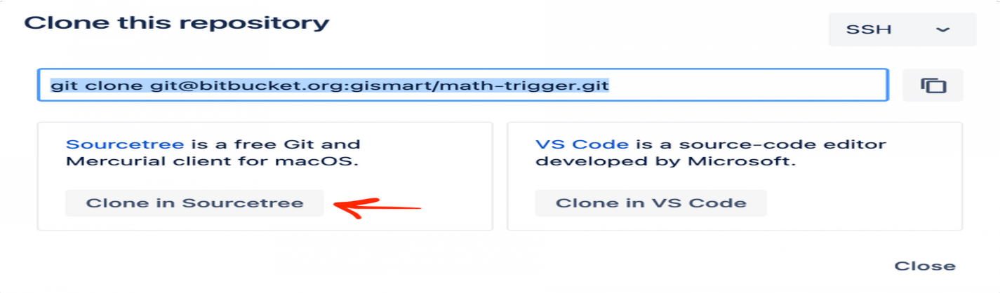 Clone this repository
SSH
git clone git@bitbucket.org:gismart/math-trigger.git
Sourcetree is a free Git and
Mercurial client for macOS.
Clone in Sourcetree
VS Code is a source-code editor
developed by Microsoft.
Clone in VS Code
Close